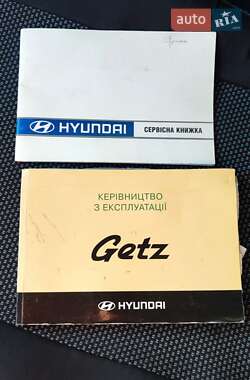 auto
RIA
HYUNDAI
СЕРВІСНА КНИЖКА
КЕРІВНИЦТВО
З ЕКСПЛУАТАЦІЇ
Getz
HYUNDAI